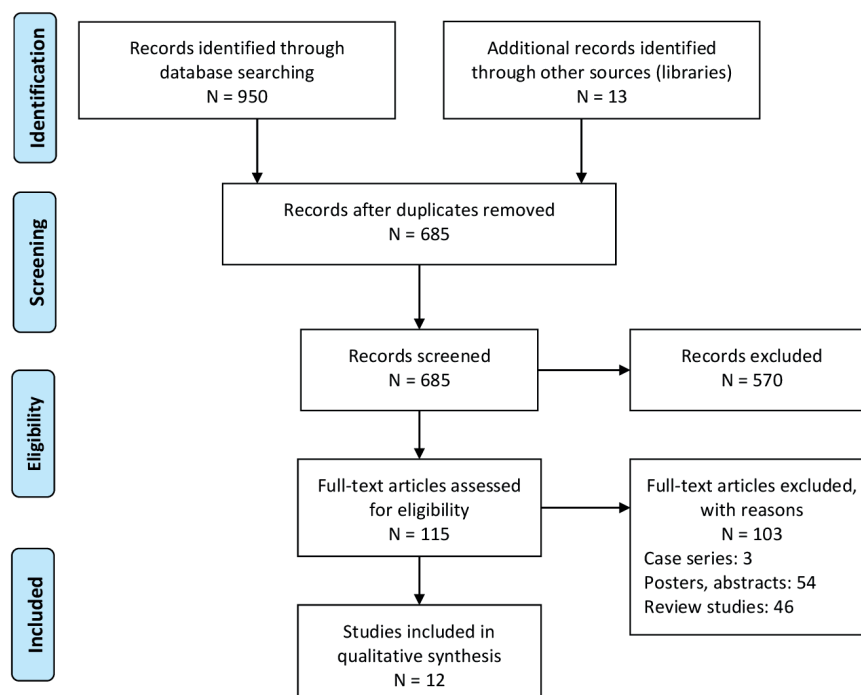 Identification
Records identified through
database searching
N = 950
Additional records identified
through other sources (libraries)
N = 13
Screening
Records after duplicates removed
N = 685
Records screened
N = 685
Records excluded
N = 570
Eligibility
Full-text articles assessed
for eligibility
N = 115
Full-text articles excluded,
with reasons
N = 103
Case series: 3
Posters, abstracts: 54
Review studies: 46
Included
Studies included in
qualitative synthesis
N = 12